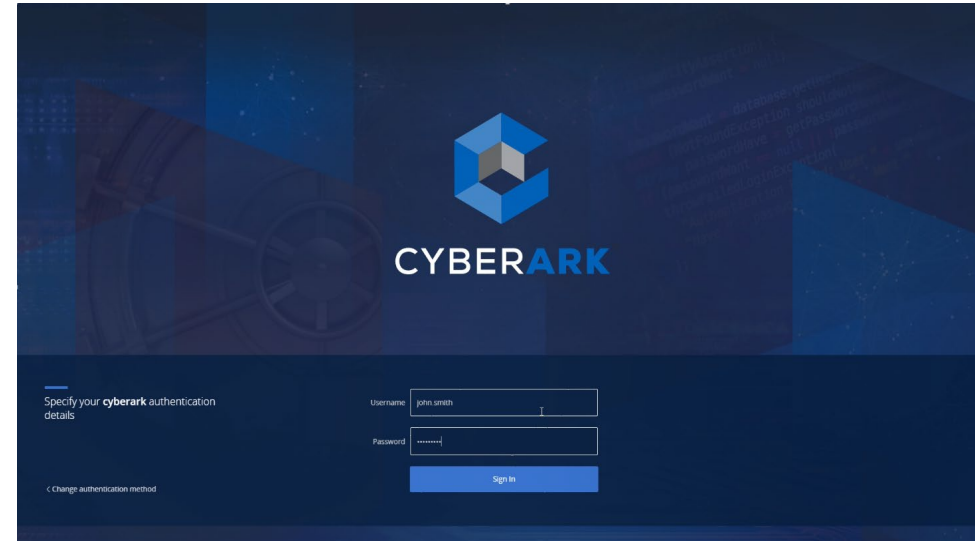 CYBERARK
Specify your cyberark authentication
details
Username
john.smith
Password
•••••••••
Sign In
< Change authentication method